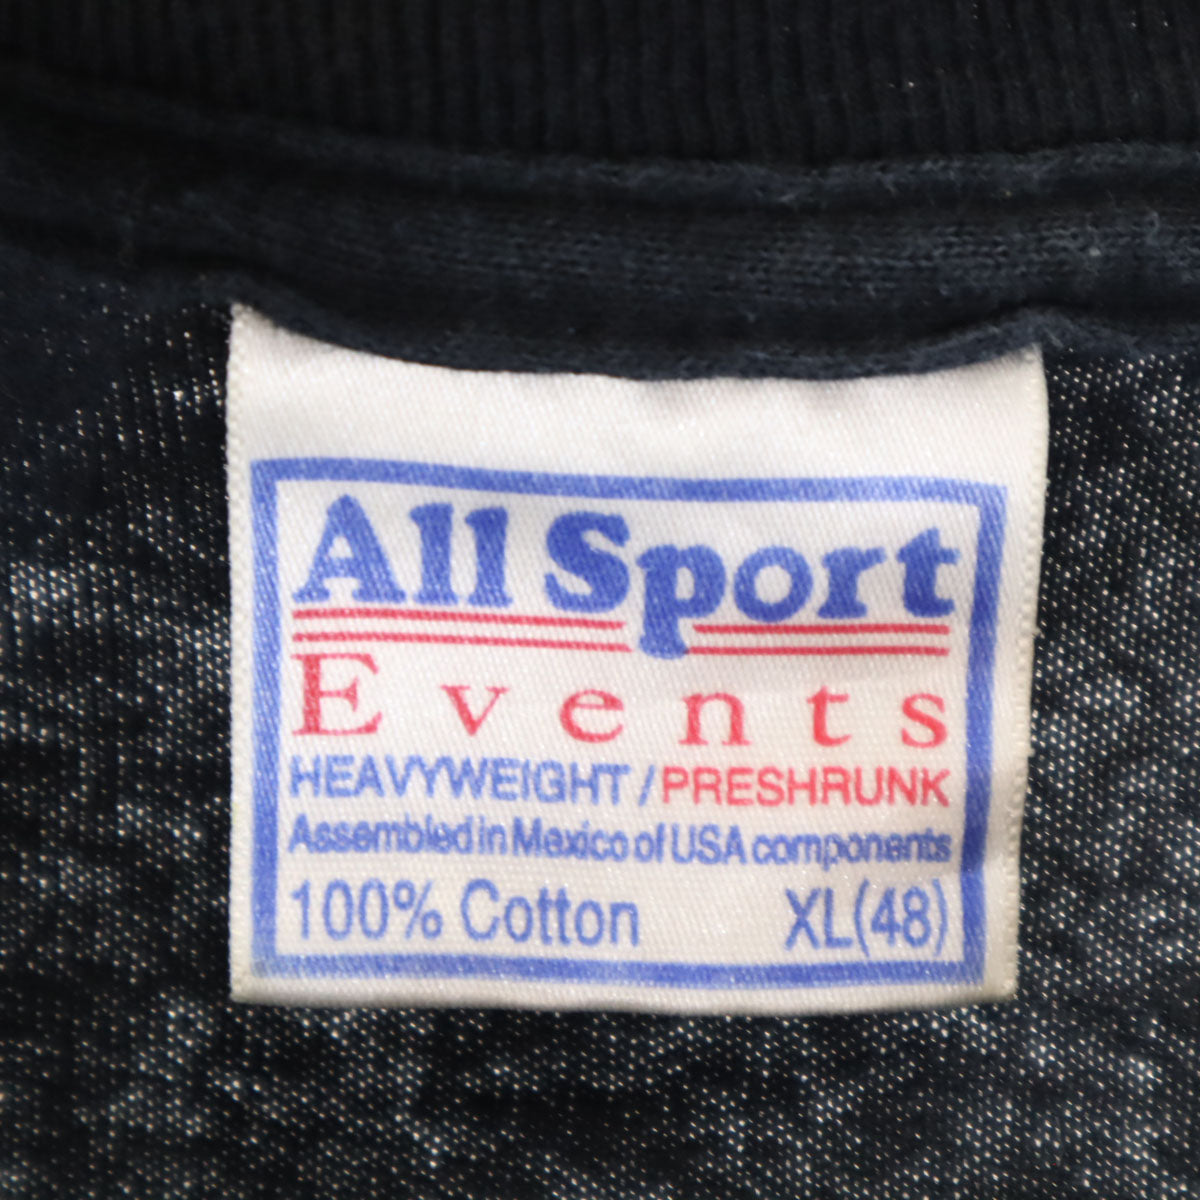 All Sport
Events
HEAVYWEIGHT/PRESHRUNK
Assembled in Mexico of USA components
100% Cotton XL(48)